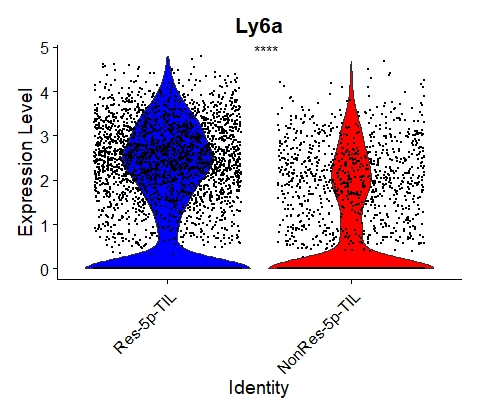 Ly6a
****
Expression Level
5
4
3
2
1
0
Res-5p-TIL
NonRes-5p-TIL
Identity